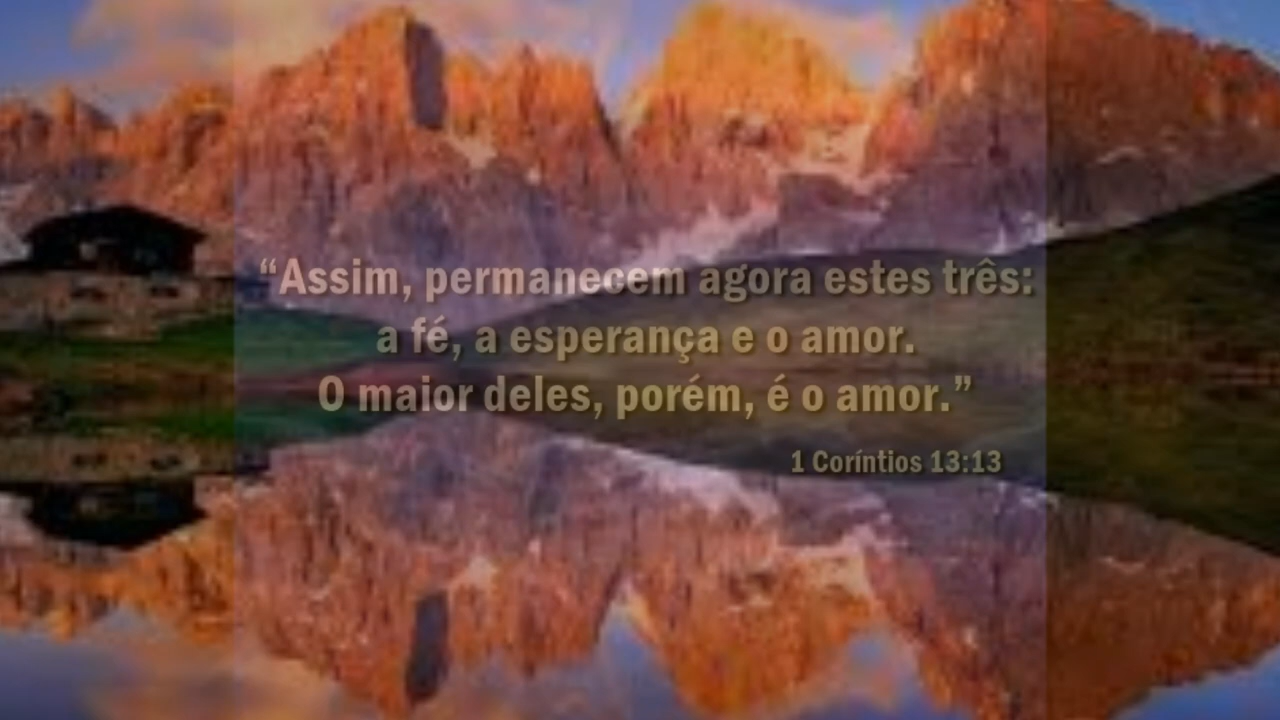 “Assim, permanecem agora estes três:
a fé, a esperança e o amor.
O maior deles, porém, é o amor.”
1 Coríntios 13:13